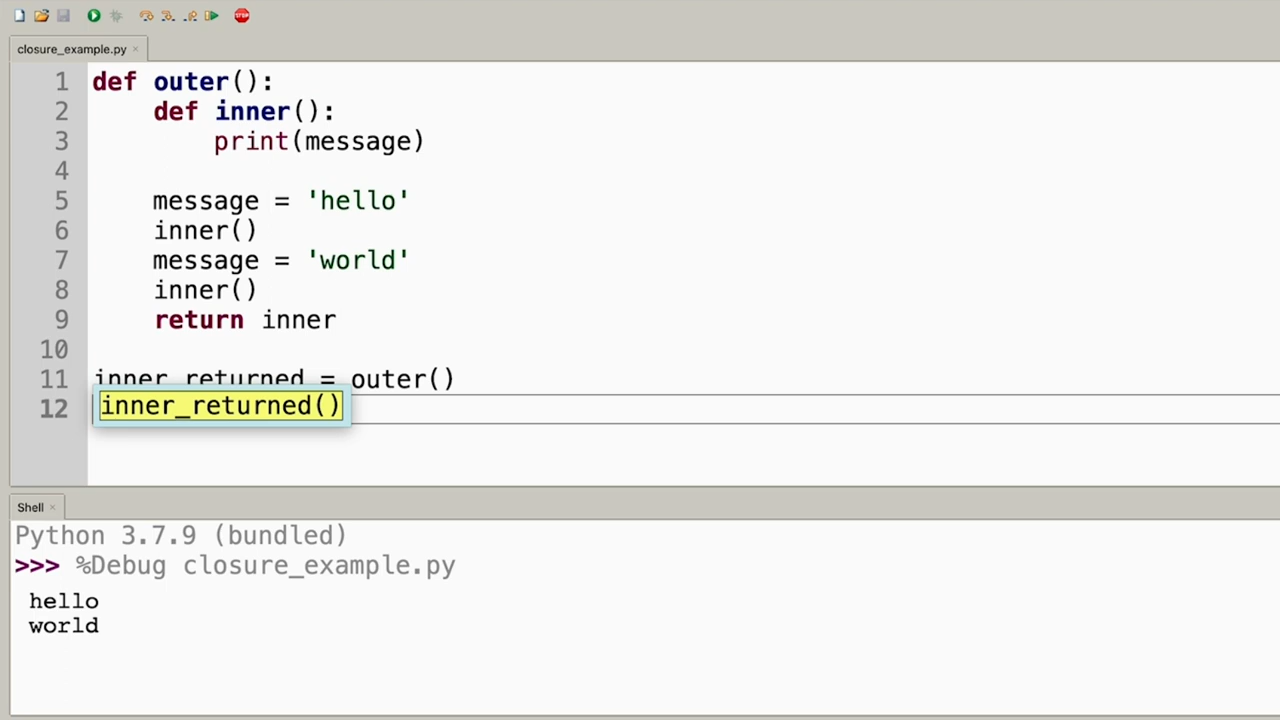 STOP
closure_example.py ×
1 def outer():
2     def inner():
3         print(message)
4
5     message = 'hello'
6     inner()
7     message = 'world'
8     inner()
9     return inner
10
11 inner_returned = outer()
12 inner_returned()
Shell ×
Python 3.7.9 (bundled)
>>> %Debug closure_example.py
hello
world